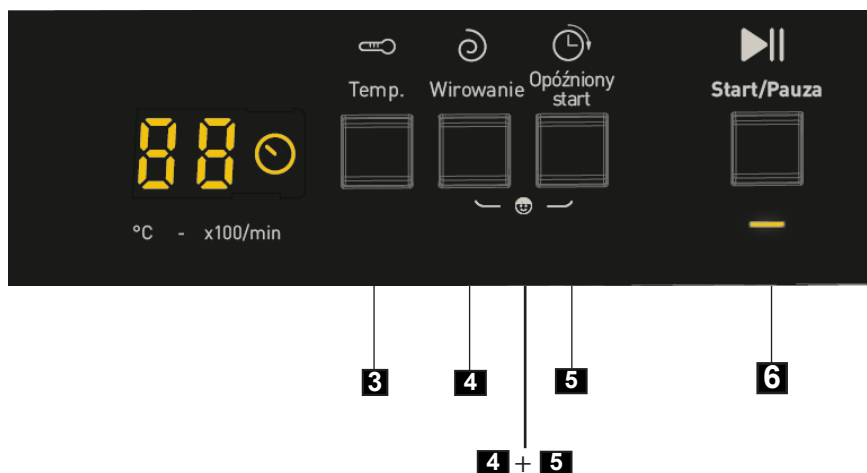 Temp.
Wirowanie
Opóźniony
start
Start/Pauza
88
°C - x100/min
3
4
5
6
4 + 5